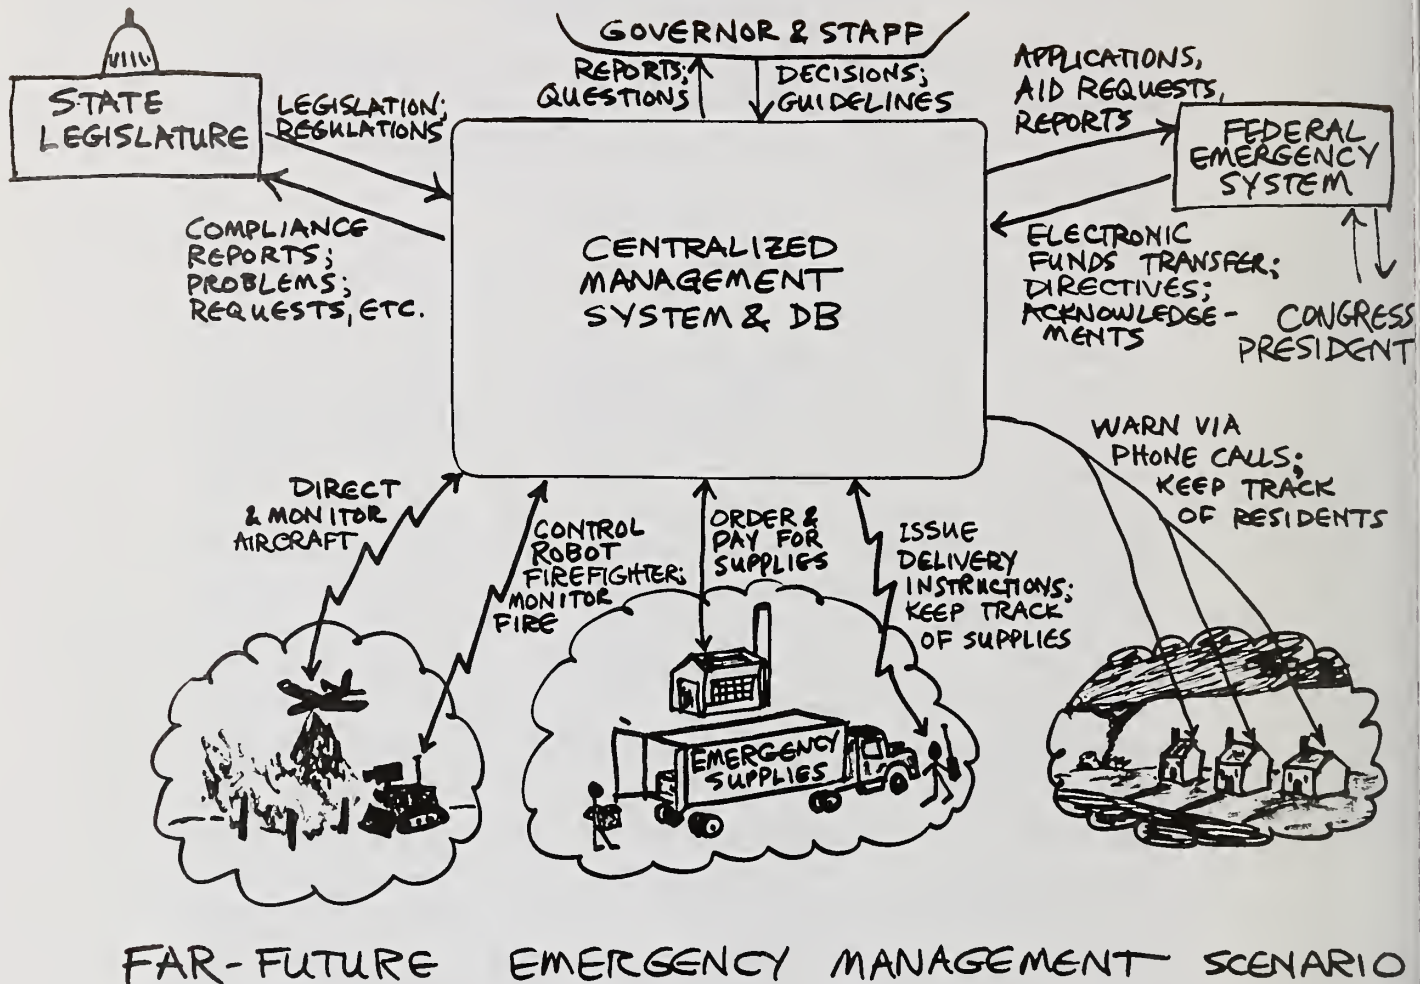 GOVERNOR & STAFF
REPORTS;
QUESTIONS
DECISIONS;
GUIDELINES
STATE
LEGISLATURE
LEGISLATION;
REGULATIONS
COMPLIANCE
REPORTS;
PROBLEMS;
REQUESTS, ETC.
APPLICATIONS,
AID REQUESTS,
REPORTS
FEDERAL
EMERGENCY
SYSTEM
ELECTRONIC
FUNDS TRANSFER;
DIRECTIVES;
ACKNOWLEDGE-
MENTS
CONGRESS
PRESIDENT
CENTRALIZED
MANAGEMENT
SYSTEM & DB
DIRECT
& MONITOR
AIRCRAFT
CONTROL
ROBOT
FIREFIGHTER;
MONITOR
FIRE
ORDER &
PAY FOR
SUPPLIES
ISSUE
DELIVERY
INSTRUCTIONS;
KEEP TRACK
OF SUPPLIES
WARN VIA
PHONE CALLS;
KEEP TRACK
OF RESIDENTS
EMERGENCY
SUPPLIES
FAR-FUTURE EMERGENCY MANAGEMENT SCENARIO